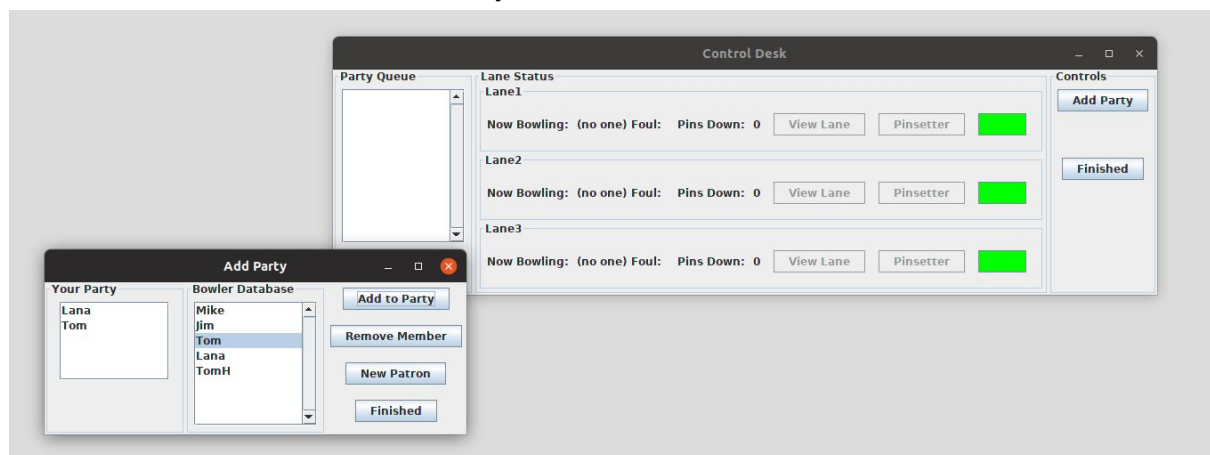 Control Desk
Party Queue
Lane Status
Controls
Lane1
Now Bowling: (no one) Foul: Pins Down: 0 View Lane Pinsetter
Add Party
Lane2
Now Bowling: (no one) Foul: Pins Down: 0 View Lane Pinsetter
Finished
Lane3
Now Bowling: (no one) Foul: Pins Down: 0 View Lane Pinsetter
Add Party
Your Party
Lana
Tom
Bowler Database
Mike
Jim
Tom
Lana
TomH
Add to Party
Remove Member
New Patron
Finished